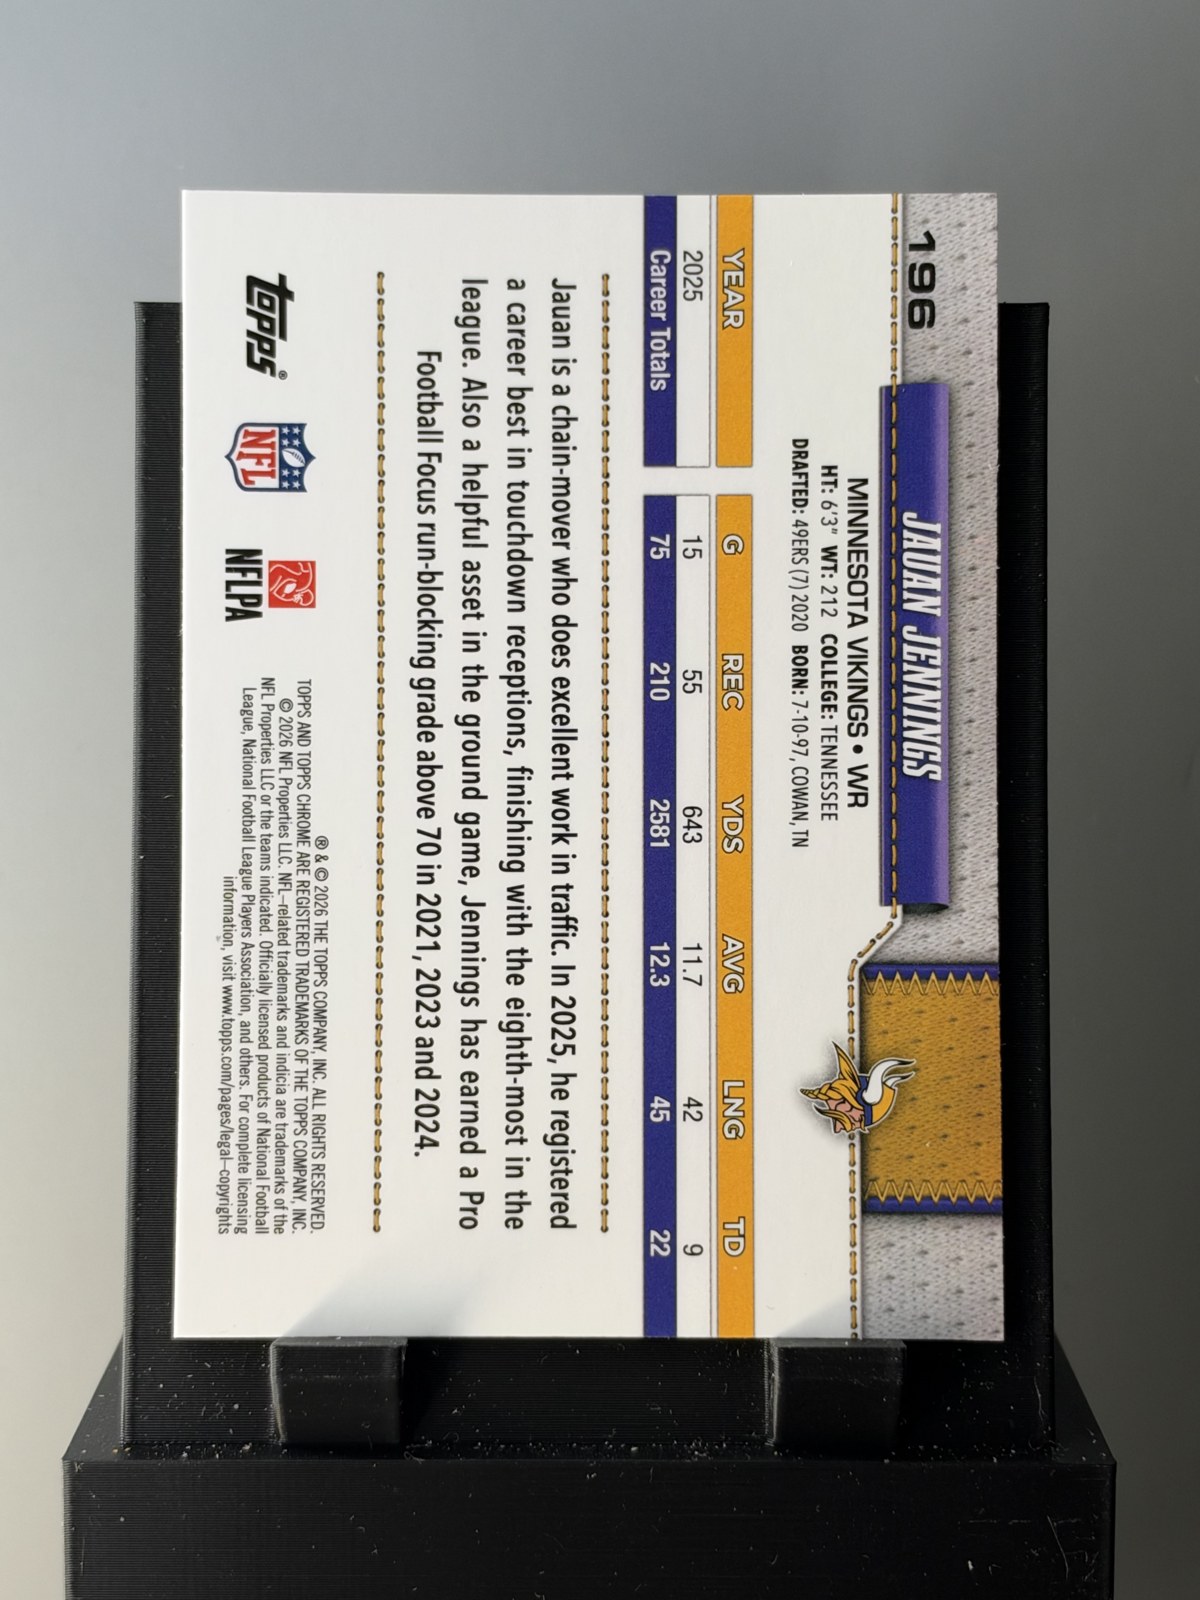 196
JAUAN JENNINGS
MINNESOTA VIKINGS • WR
HT: 6'3" WT: 212 COLLEGE: TENNESSEE
DRAFTED: 49ERS (7) 2020 BORN: 7-10-97, COWAN, TN
YEAR G REC YDS AVG LNG TD
2025 15 55 643 11.7 42 9
Career Totals 75 210 2581 12.3 45 22
Jauan is a chain-mover who does excellent work in traffic. In 2025, he registered
a career best in touchdown receptions, finishing with the eighth-most in the
league. Also a helpful asset in the ground game, Jennings has earned a Pro
Football Focus run-blocking grade above 70 in 2021, 2023 and 2024.
topps®
NFL
NFLPA
® & © 2026 THE TOPPS COMPANY, INC. ALL RIGHTS RESERVED
TOPPS AND TOPPS CHROME ARE REGISTERED TRADEMARKS OF THE TOPPS COMPANY, INC.
© 2026 NFL Properties LLC. NFL-related trademarks and indicia are trademarks of the
NFL Properties LLC or the teams indicated. Officially licensed products of National Football
League, National Football League Players Association, and others. For complete licensing
information, visit www.topps.com/pages/legal-copyrights